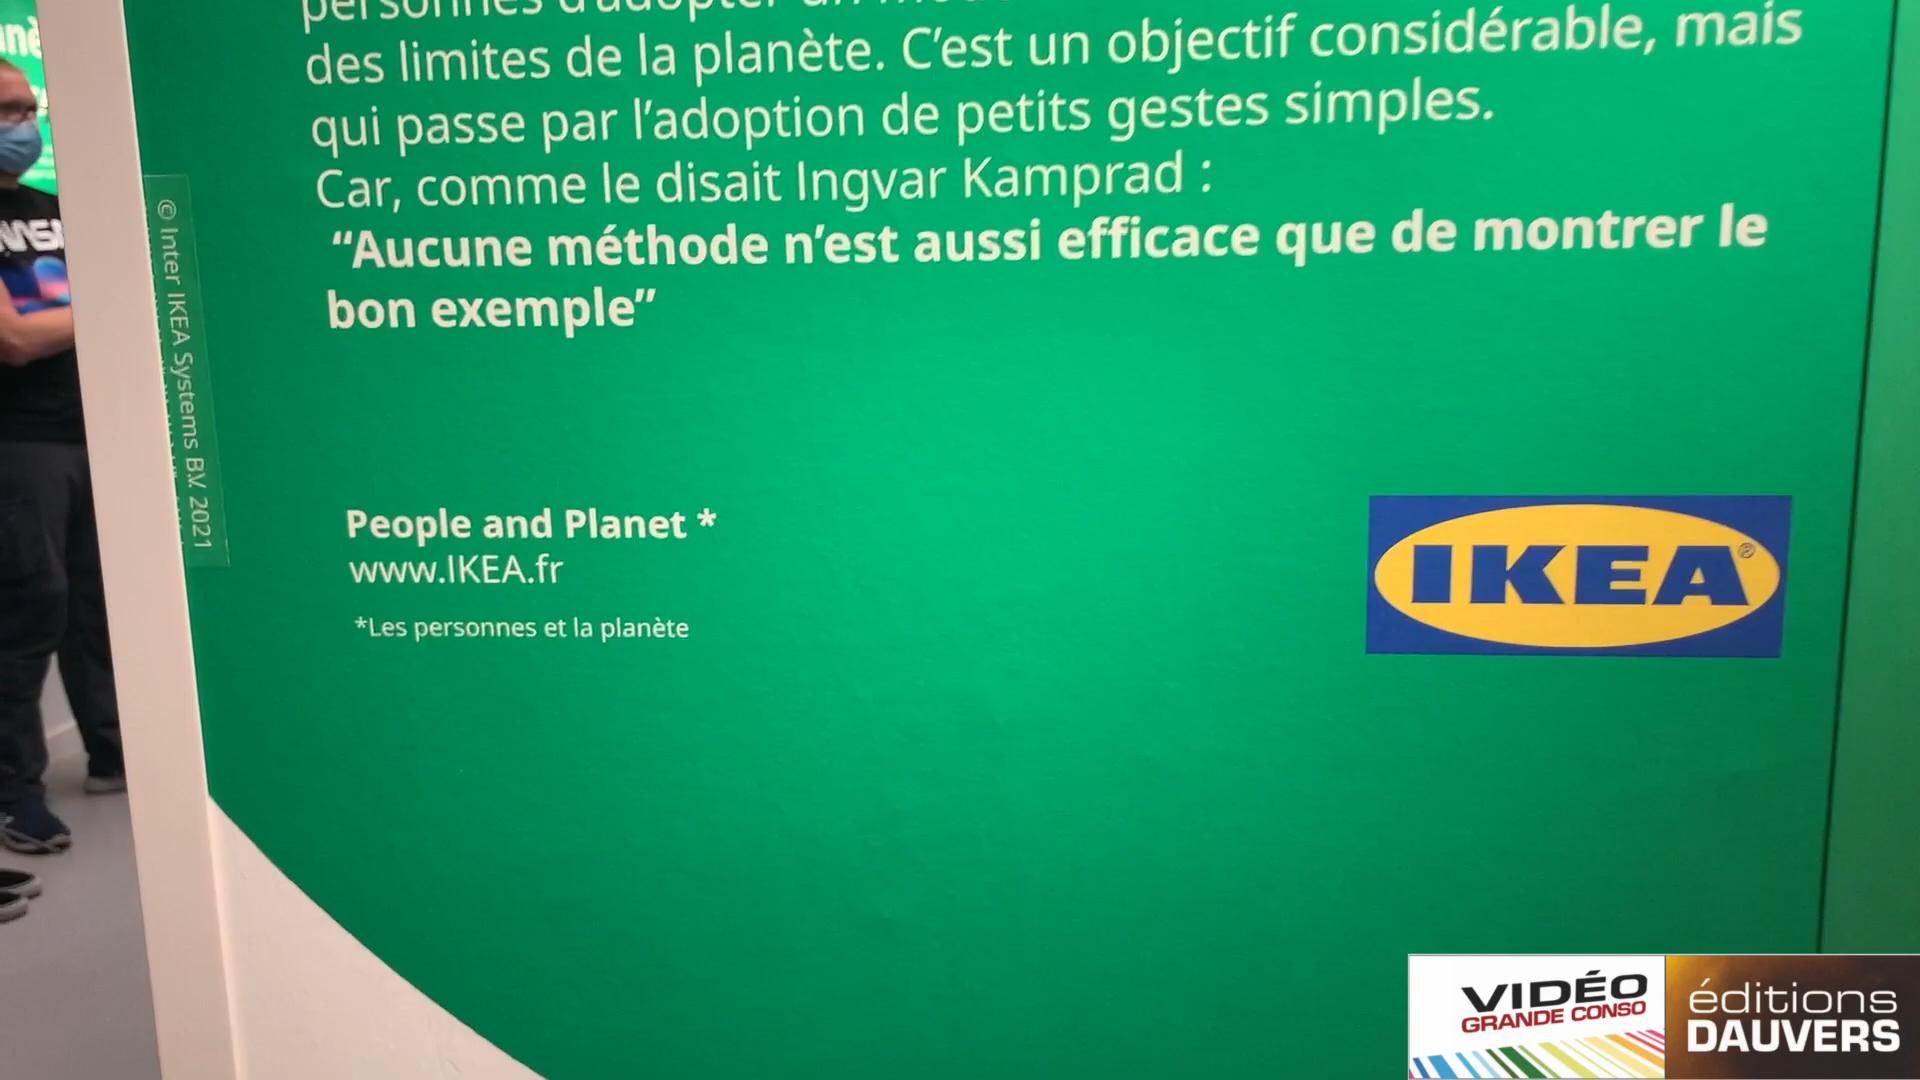 des limites de la planète. C'est un objectif considérable, mais
qui passe par l'adoption de petits gestes simples.
Car, comme le disait Ingvar Kamprad :
“Aucune méthode n'est aussi efficace que de montrer le
bon exemple”
© Inter IKEA Systems B.V. 2021
People and Planet *
www.IKEA.fr
*Les personnes et la planète
IKEA®
VIDÉO
GRANDE CONSO
éditions
DAUVERS